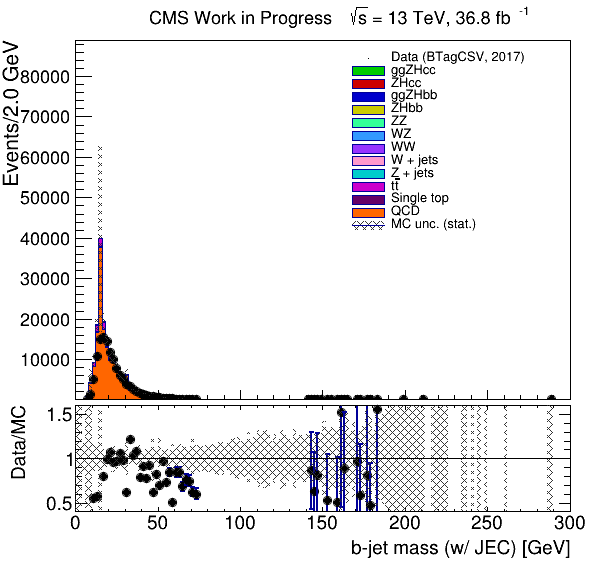 CMS Work in Progress √s = 13 TeV, 36.8 fb⁻¹
Events/2.0 GeV
80000
70000
60000
50000
40000
30000
20000
10000
Data (BTagCSV, 2017)
ggZHcc
ZHcc
ggZHbb
ZHbb
ZZ
WZ
WW
W + jets
Z + jets
tt̅
Single top
QCD
MC unc. (stat.)
Data/MC
1.5
1
0.5
0 50 100 150 200 250 300
b-jet mass (w/ JEC) [GeV]